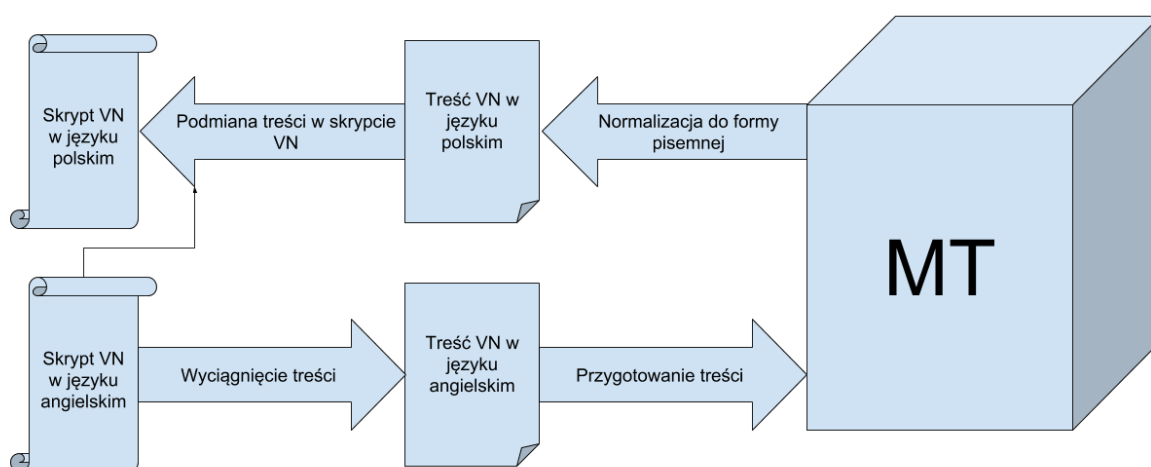 Skrypt VN
w języku
polskim
Podmiana treści w skrypcie
VN
Treść VN w
języku
polskim
Normalizacja do formy
pisemnej
MT
Skrypt VN
w języku
angielskim
Wyciągnięcie treści
Treść VN w
języku
angielskim
Przygotowanie treści